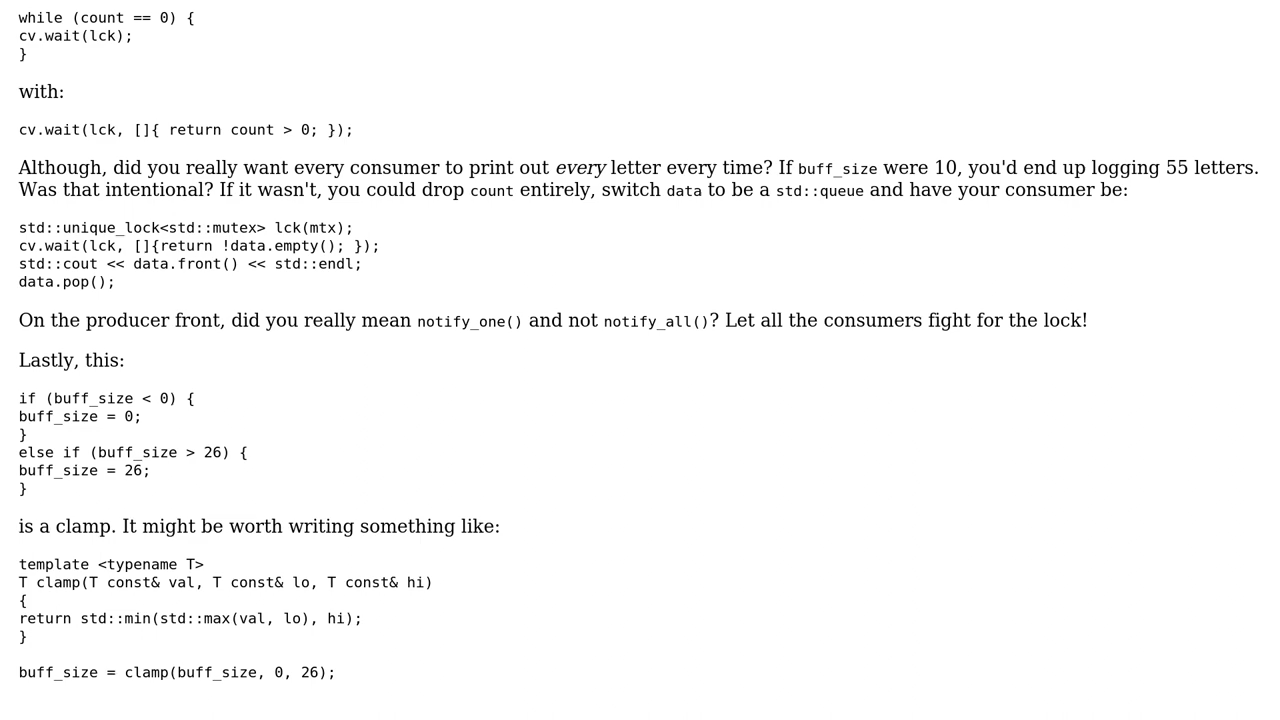 while (count == 0) {
cv.wait(lck);
}
with:
cv.wait(lck, []{ return count > 0; });
Although, did you really want every consumer to print out every letter every time? If buff_size were 10, you'd end up logging 55 letters.
Was that intentional? If it wasn't, you could drop count entirely, switch data to be a std::queue and have your consumer be:
std::unique_lock<std::mutex> lck(mtx);
cv.wait(lck, []{return !data.empty(); });
std::cout << data.front() << std::endl;
data.pop();
On the producer front, did you really mean notify_one() and not notify_all()? Let all the consumers fight for the lock!
Lastly, this:
if (buff_size < 0) {
buff_size = 0;
}
else if (buff_size > 26) {
buff_size = 26;
}
is a clamp. It might be worth writing something like:
template <typename T>
T clamp(T const& val, T const& lo, T const& hi)
{
return std::min(std::max(val, lo), hi);
}
buff_size = clamp(buff_size, 0, 26);